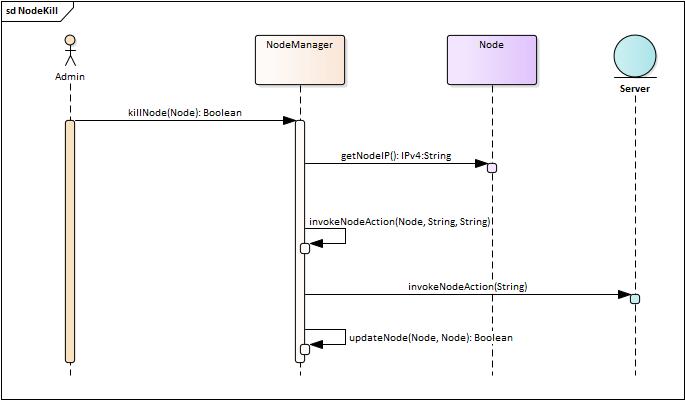 sd NodeKill
Admin
NodeManager
Node
Server
killNode(Node): Boolean
getNodeIP(): IPv4:String
invokeNodeAction(Node, String, String)
invokeNodeAction(String)
updateNode(Node, Node): Boolean